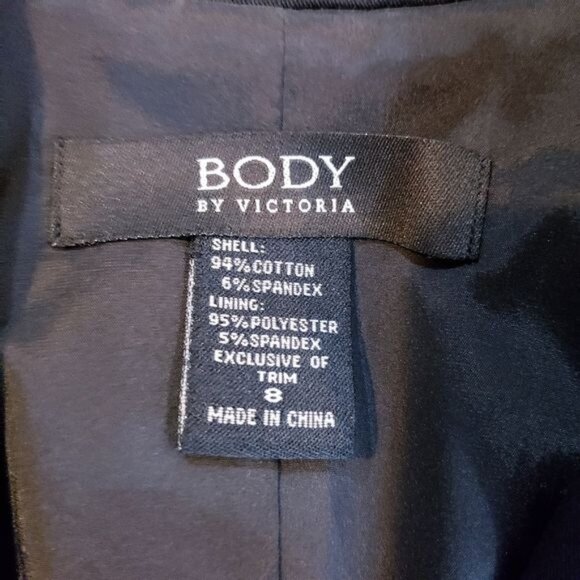 BODY
BY VICTORIA
SHELL:
94% COTTON
6% SPANDEX
LINING:
95% POLYESTER
5% SPANDEX
EXCLUSIVE OF
TRIM
8
MADE IN CHINA